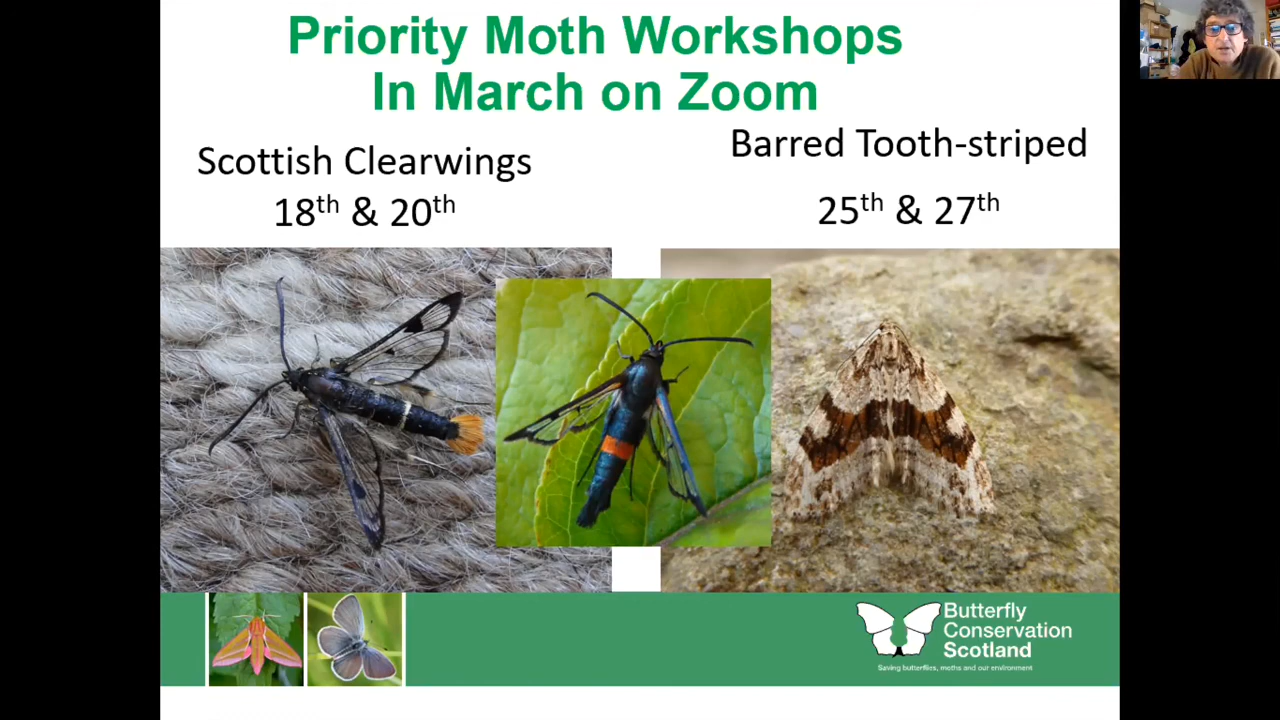 Priority Moth Workshops
In March on Zoom
Scottish Clearwings
18th & 20th
Barred Tooth-striped
25th & 27th
Butterfly
Conservation
Scotland
Saving butterflies, moths and our environment